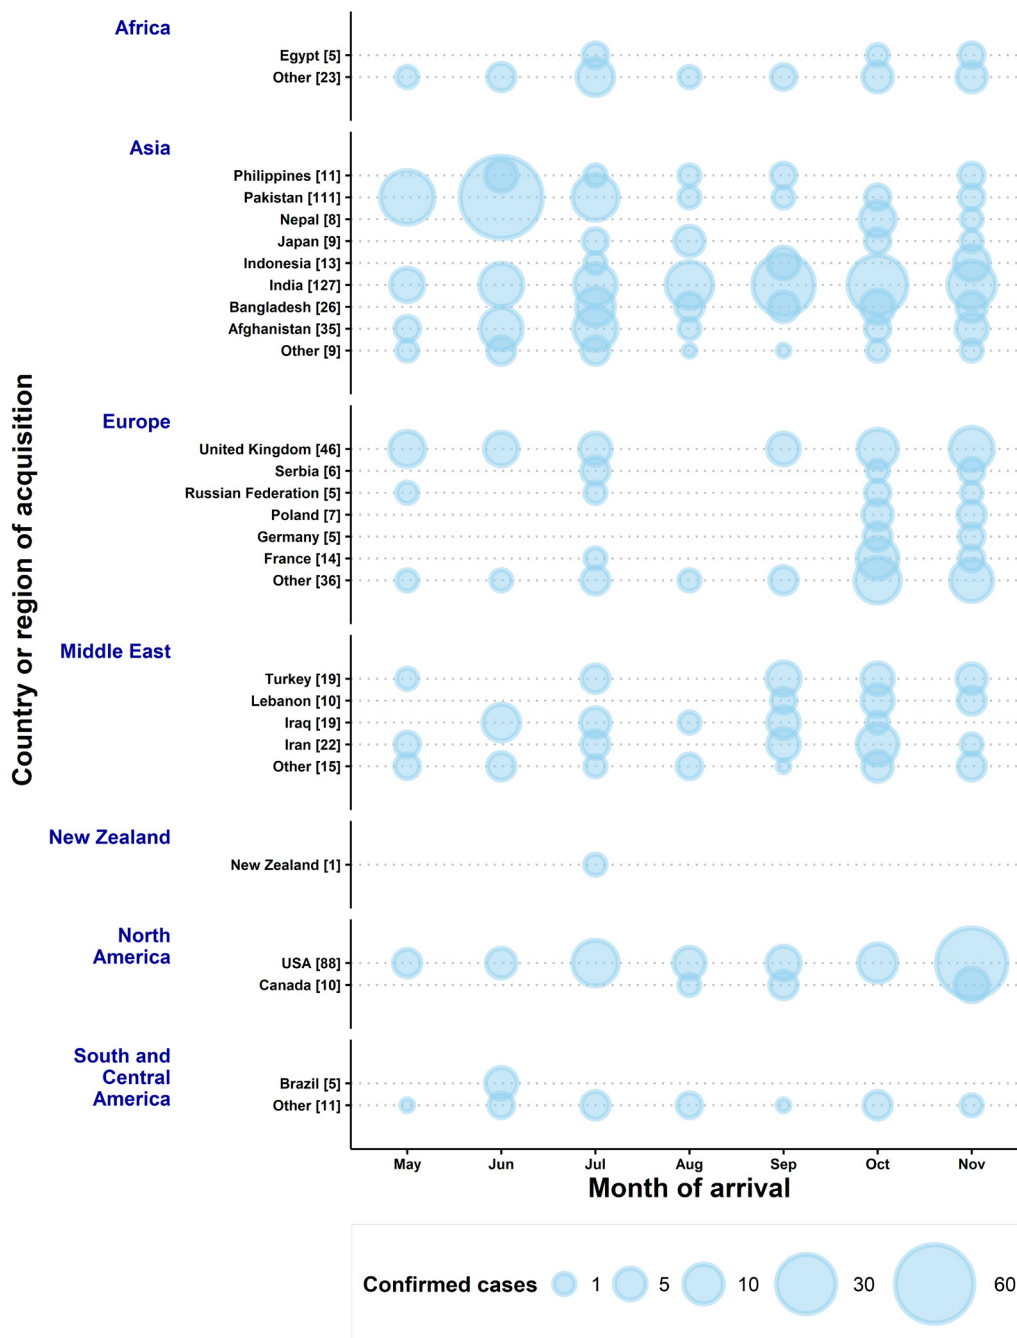 Country or region of acquisition
Africa
Egypt [5]
Other [23]
Asia
Philippines [11]
Pakistan [111]
Nepal [8]
Japan [9]
Indonesia [13]
India [127]
Bangladesh [26]
Afghanistan [35]
Other [9]
Europe
United Kingdom [46]
Serbia [6]
Russian Federation [5]
Poland [7]
Germany [5]
France [14]
Other [36]
Middle East
Turkey [19]
Lebanon [10]
Iraq [19]
Iran [22]
Other [15]
New Zealand
New Zealand [1]
North
America
USA [88]
Canada [10]
South and
Central
America
Brazil [5]
Other [11]
May Jun Jul Aug Sep Oct Nov
Month of arrival
Confirmed cases 1 5 10 30 60